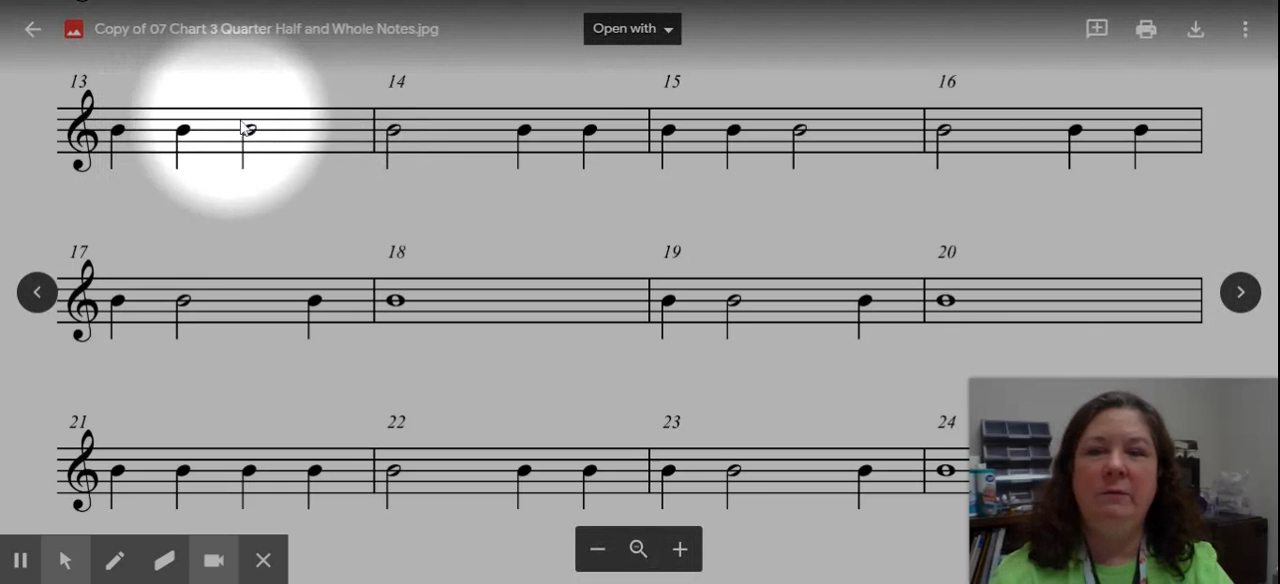 Copy of 07 Chart 3 Quarter Half and Whole Notes.jpg
Open with
13 14 15 16
17 18 19 20
21 22 23 24